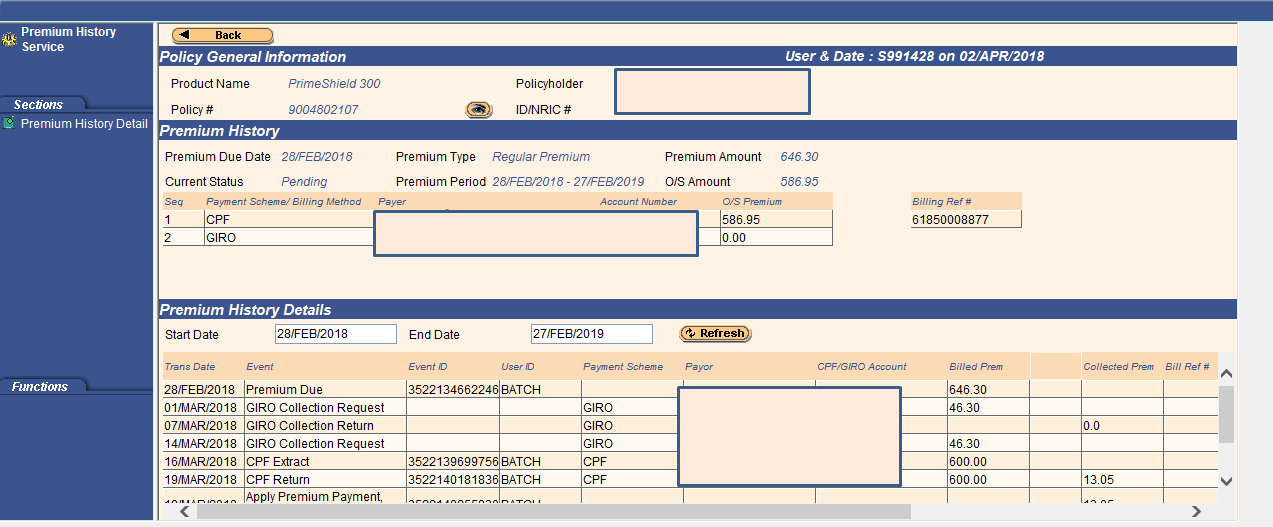 Premium History
Service
Back
Policy General Information User & Date : S991428 on 02/APR/2018
Product Name PrimeShield 300 Policyholder
Policy # 9004802107 ID/NRIC #
Sections
Premium History Detail
Premium History
Premium Due Date 28/FEB/2018 Premium Type Regular Premium Premium Amount 646.30
Current Status Pending Premium Period 28/FEB/2018 - 27/FEB/2019 O/S Amount 586.95
Seq Payment Scheme/ Billing Method Payer Account Number O/S Premium Billing Ref #
1 CPF 586.95 61850008877
2 GIRO 0.00
Premium History Details
Start Date 28/FEB/2018 End Date 27/FEB/2019 Refresh
Trans Date Event Event ID User ID Payment Scheme Payor CPF/GIRO Account Billed Prem Collected Prem Bill Ref #
Functions
28/FEB/2018 Premium Due 3522134662246 BATCH 646.30
01/MAR/2018 GIRO Collection Request GIRO 46.30
07/MAR/2018 GIRO Collection Return GIRO 0.0
14/MAR/2018 GIRO Collection Request GIRO 46.30
16/MAR/2018 CPF Extract 3522139699756 BATCH CPF 600.00
19/MAR/2018 CPF Return 3522140181836 BATCH CPF 600.00 13.05
Apply Premium Payment,
BATCH